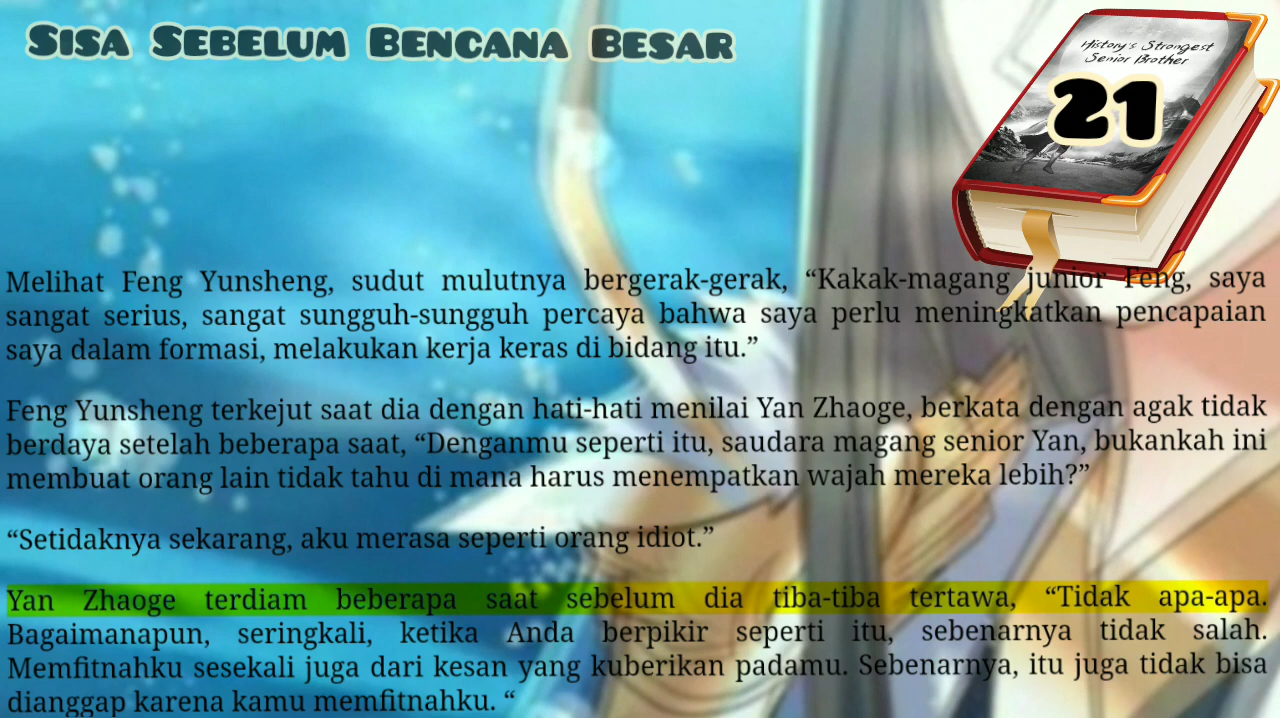 Sisa Sebelum Bencana Besar
History's Strongest
Senior Brother
21
Melihat Feng Yunsheng, sudut mulutnya bergerak-gerak, “Kakak-magang junior Feng, saya
sangat serius, sangat sungguh-sungguh percaya bahwa saya perlu meningkatkan pencapaian
saya dalam formasi, melakukan kerja keras di bidang itu.”
Feng Yunsheng terkejut saat dia dengan hati-hati menilai Yan Zhaoge, berkata dengan agak tidak
berdaya setelah beberapa saat, “Denganmu seperti itu, saudara magang senior Yan, bukankah ini
membuat orang lain tidak tahu di mana harus menempatkan wajah mereka lebih?”
“Setidaknya sekarang, aku merasa seperti orang idiot.”
Yan Zhaoge terdiam beberapa saat sebelum dia tiba-tiba tertawa, “Tidak apa-apa.
Bagaimanapun, seringkali, ketika Anda berpikir seperti itu, sebenarnya tidak salah.
Memfitnahku sesekali juga dari kesan yang kuberikan padamu. Sebenarnya, itu juga tidak bisa
dianggap karena kamu memfitnahku. “